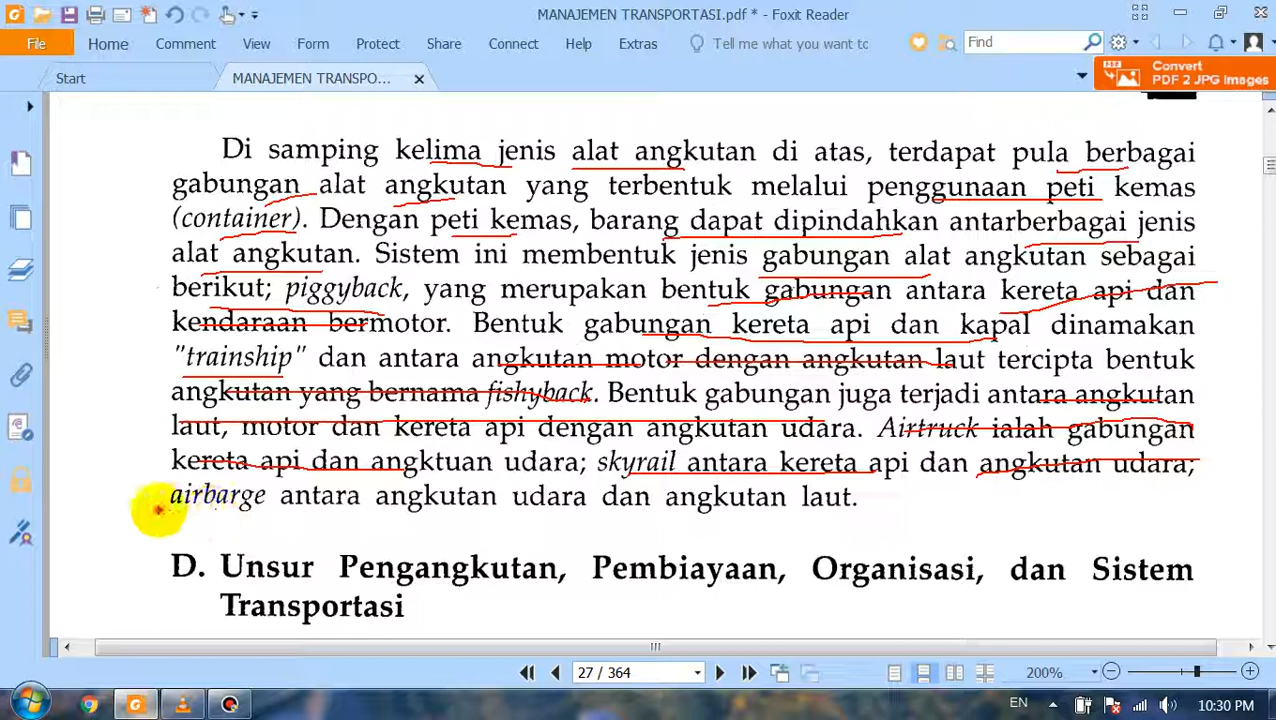 MANAJEMEN TRANSPORTASI.pdf * - Foxit Reader
File Home Comment View Form Protect Share Connect Help Extras Tell me what you want to Find
Start MANAJEMEN TRANSPO... Convert
PDF 2 JPG Images
Di samping kelima jenis alat angkutan di atas, terdapat pula berbagai
gabungan alat angkutan yang terbentuk melalui penggunaan peti kemas
(container). Dengan peti kemas, barang dapat dipindahkan antarberbagai jenis
alat angkutan. Sistem ini membentuk jenis gabungan alat angkutan sebagai
berikut; piggyback, yang merupakan bentuk gabungan antara kereta api dan
kendaraan bermotor. Bentuk gabungan kereta api dan kapal dinamakan
"trainship" dan antara angkutan motor dengan angkutan laut tercipta bentuk
angkutan yang bernama fishyback. Bentuk gabungan juga terjadi antara angkutan
laut, motor dan kereta api dengan angkutan udara. Airtruck ialah gabungan
kereta api dan angktuan udara; skyrail antara kereta api dan angkutan udara;
airbarge antara angkutan udara dan angkutan laut.
D. Unsur Pengangkutan, Pembiayaan, Organisasi, dan Sistem
Transportasi
27 / 364 200%
EN 10:30 PM